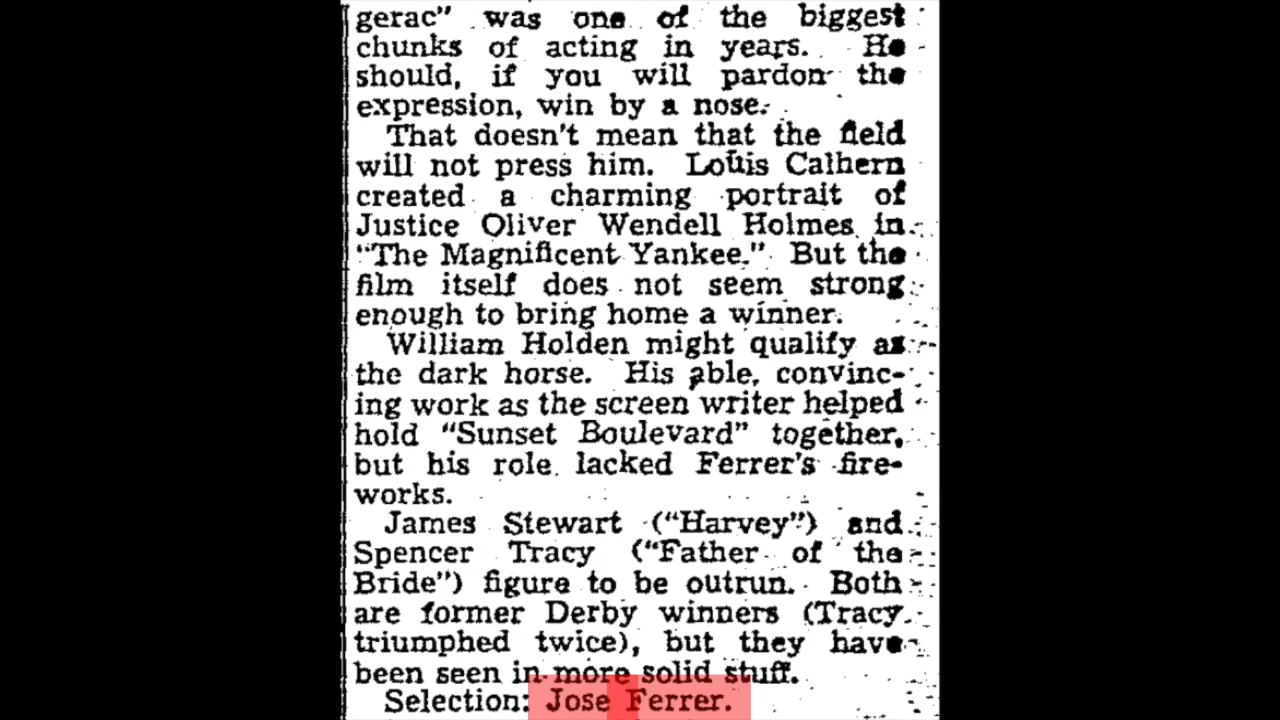 gerac" was one of the biggest
chunks of acting in years. He
should, if you will pardon the
expression, win by a nose.
That doesn't mean that the field
will not press him. Louis Calhern
created a charming portrait of
Justice Oliver Wendell Holmes in
"The Magnificent Yankee." But the
film itself does not seem strong
enough to bring home a winner.
William Holden might qualify as
the dark horse. His able, convinc-
ing work as the screen writer helped
hold "Sunset Boulevard" together,
but his role lacked Ferrer's fire-
works.
James Stewart ("Harvey") and
Spencer Tracy ("Father of the
Bride") figure to be outrun. Both
are former Derby winners (Tracy
triumphed twice), but they have
been seen in more solid stuff.
Selection: Jose Ferrer.